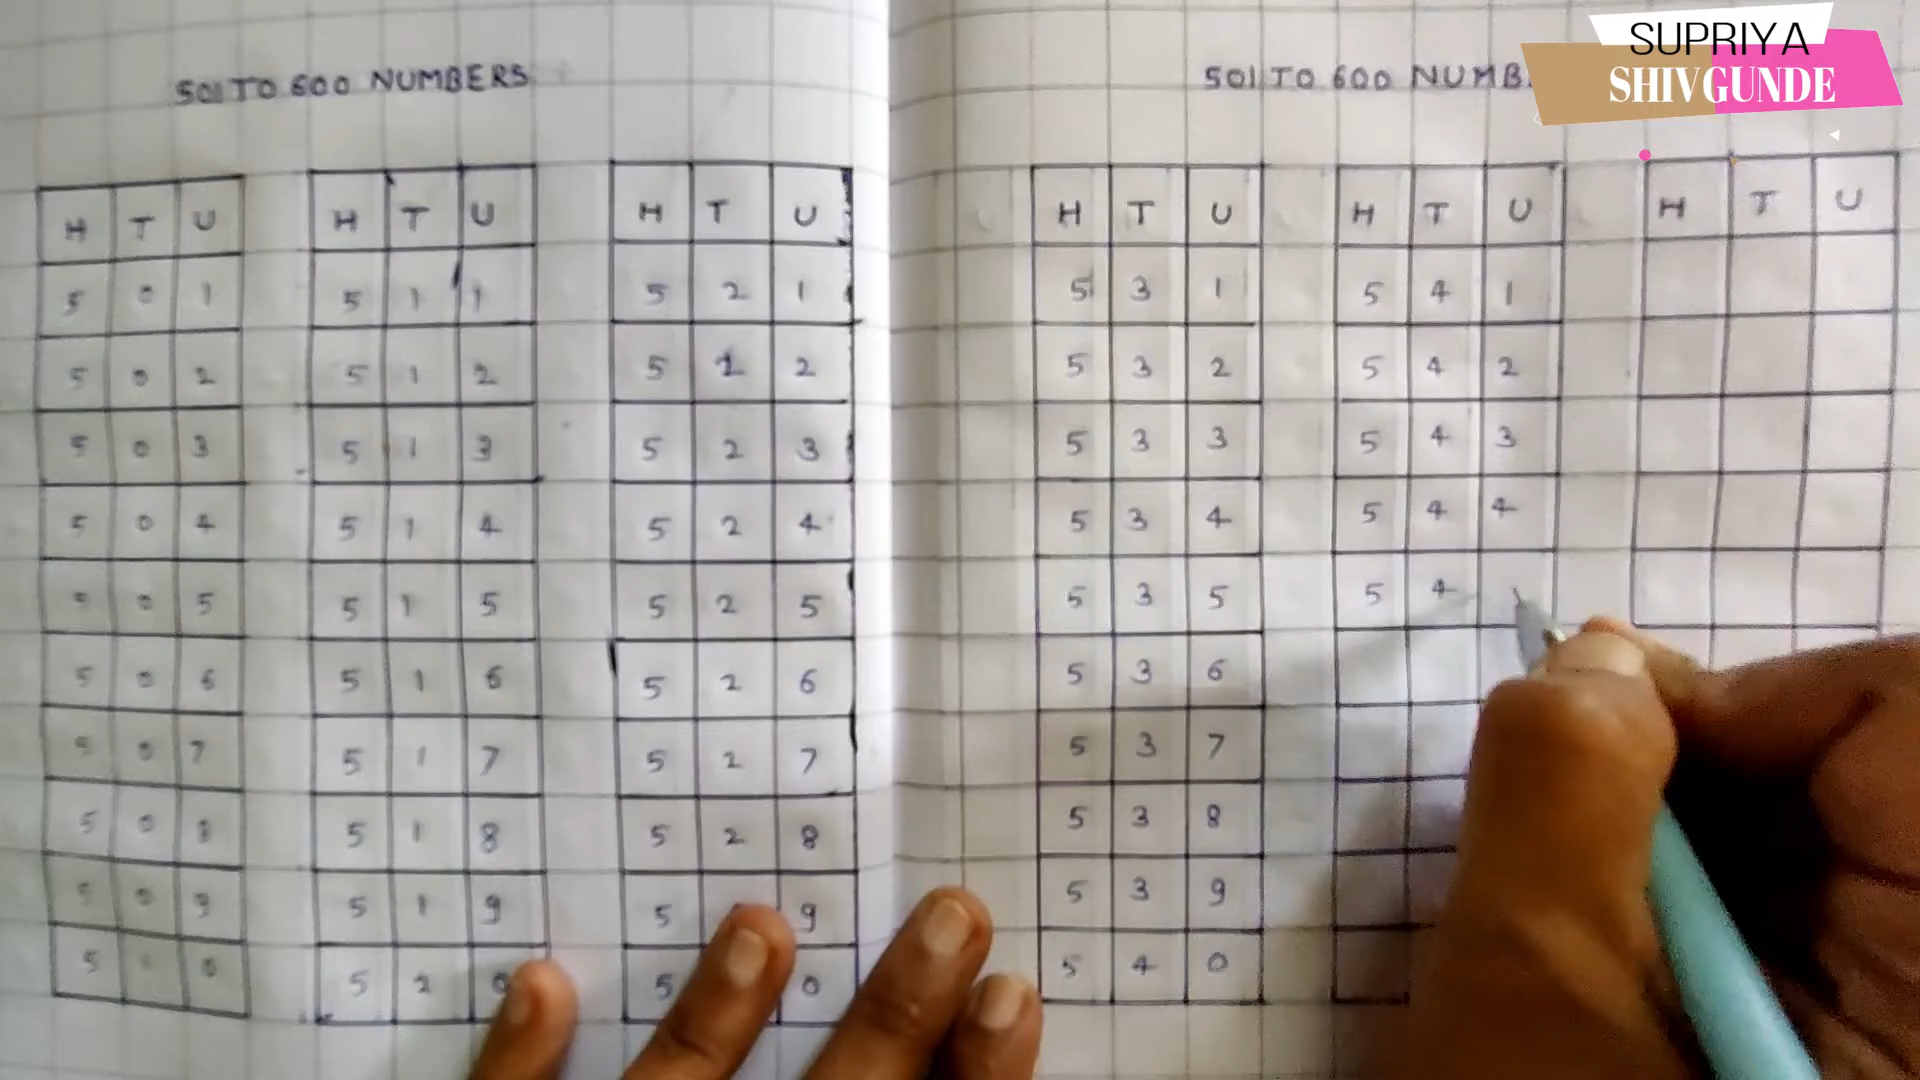 SUPRIYA
SHIVGUNDE
501 TO 600 NUMBERS
H T U
5 0 1
5 0 2
5 0 3
5 0 4
5 0 5
5 0 6
5 0 7
5 0 8
5 0 9
5 1 0
H T U
5 1 1
5 1 2
5 1 3
5 1 4
5 1 5
5 1 6
5 1 7
5 1 8
5 1 9
5 2 0
H T U
5 2 1
5 2 2
5 2 3
5 2 4
5 2 5
5 2 6
5 2 7
5 2 8
5 9
5 0
501 TO 600 NUMB
H T U
5 3 1
5 3 2
5 3 3
5 3 4
5 3 5
5 3 6
5 3 7
5 3 8
5 3 9
5 4 0
H T U
5 4 1
5 4 2
5 4 3
5 4 4
5 4
H T U